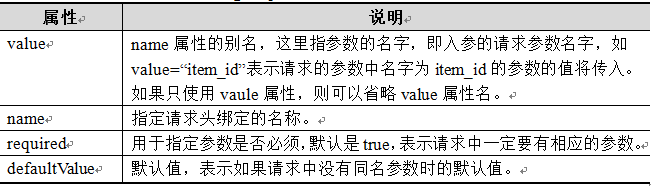 属性 说明
value name 属性的别名，这里指参数的名字，即入参的请求参数名字，如
value=“item_id”表示请求的参数中名字为 item_id 的参数的值将传入。
如果只使用 vaule 属性，则可以省略 value 属性名。
name 指定请求头绑定的名称。
required 用于指定参数是否必须，默认是 true，表示请求中一定要有相应的参数。
defaultValue 默认值，表示如果请求中没有同名参数时的默认值。